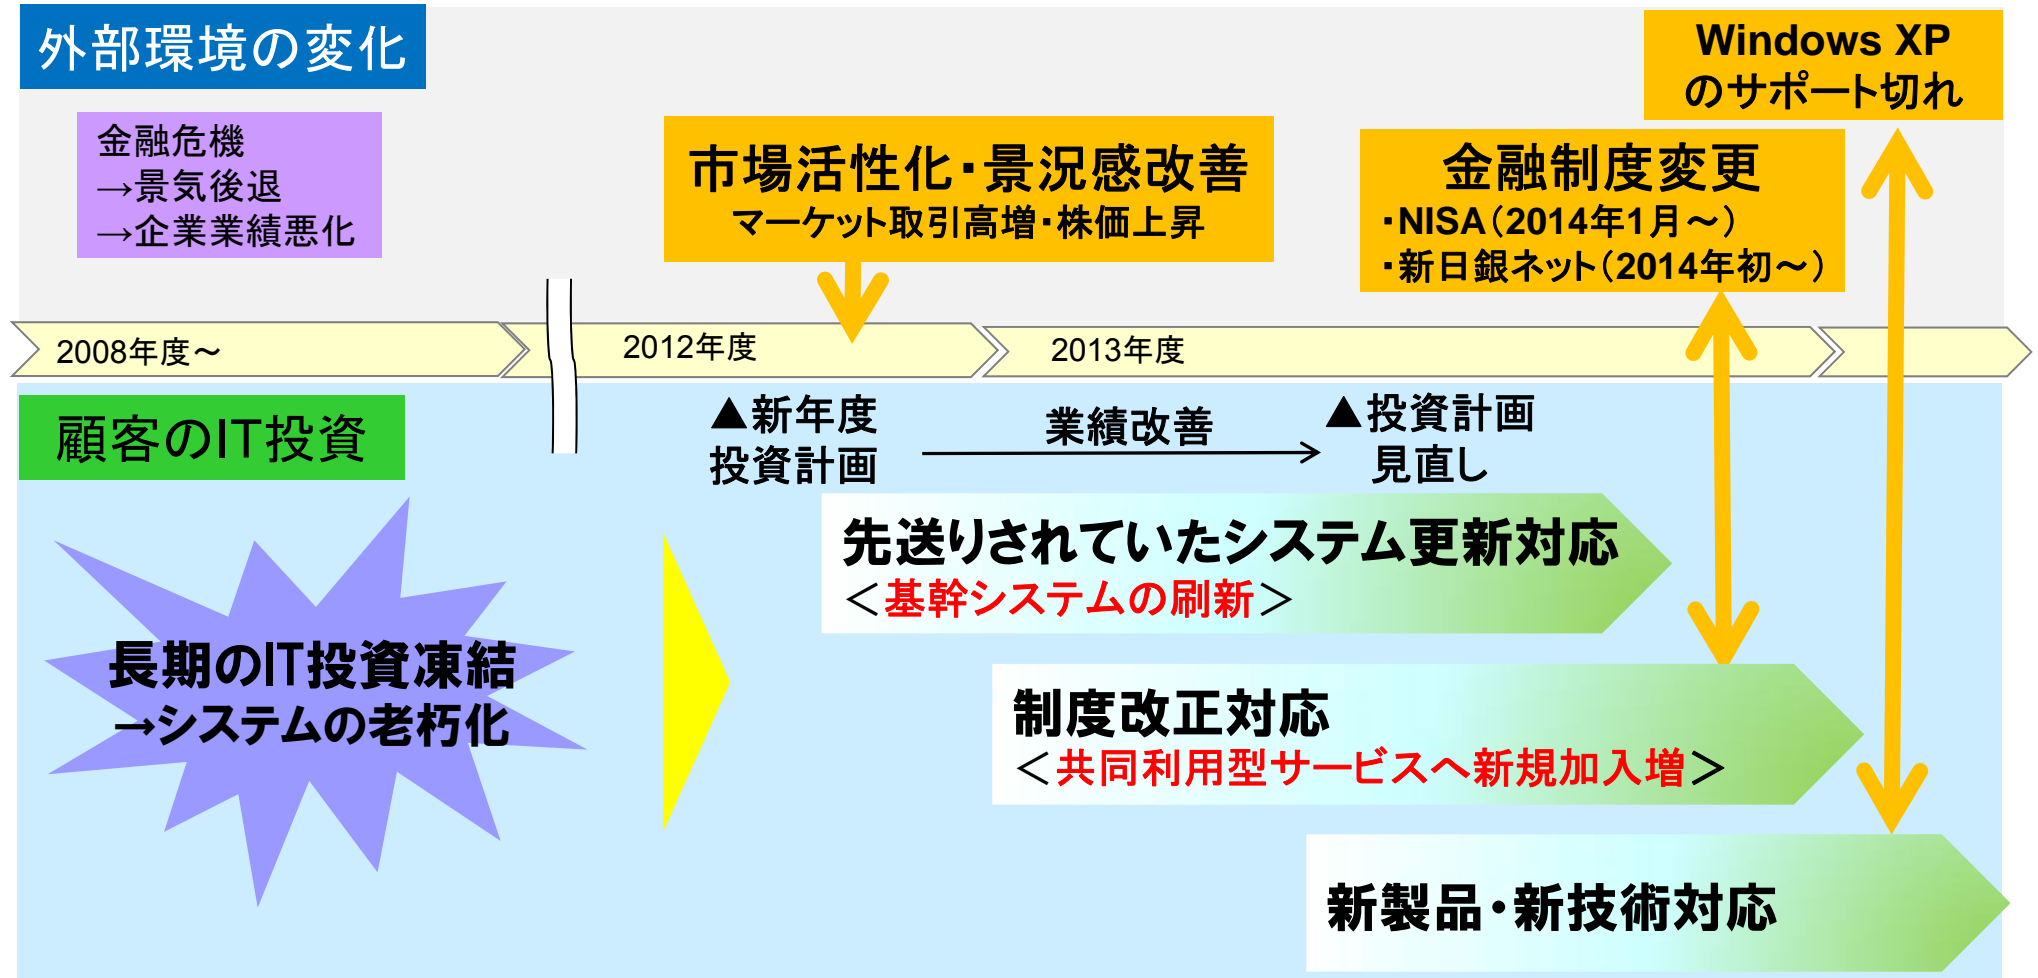 外部環境の変化
Windows XP
のサポート切れ
金融危機
→景気後退
→企業業績悪化
市場活性化・景況感改善
マーケット取引高増・株価上昇
金融制度変更
・NISA（2014年1月～）
・新日銀ネット（2014年初～）
2008年度～
2012年度
2013年度
顧客のIT投資
▲新年度
投資計画
業績改善
▲投資計画
見直し
先送りされていたシステム更新対応
＜基幹システムの刷新＞
長期のIT投資凍結
→システムの老朽化
制度改正対応
＜共同利用型サービスへ新規加入増＞
新製品・新技術対応